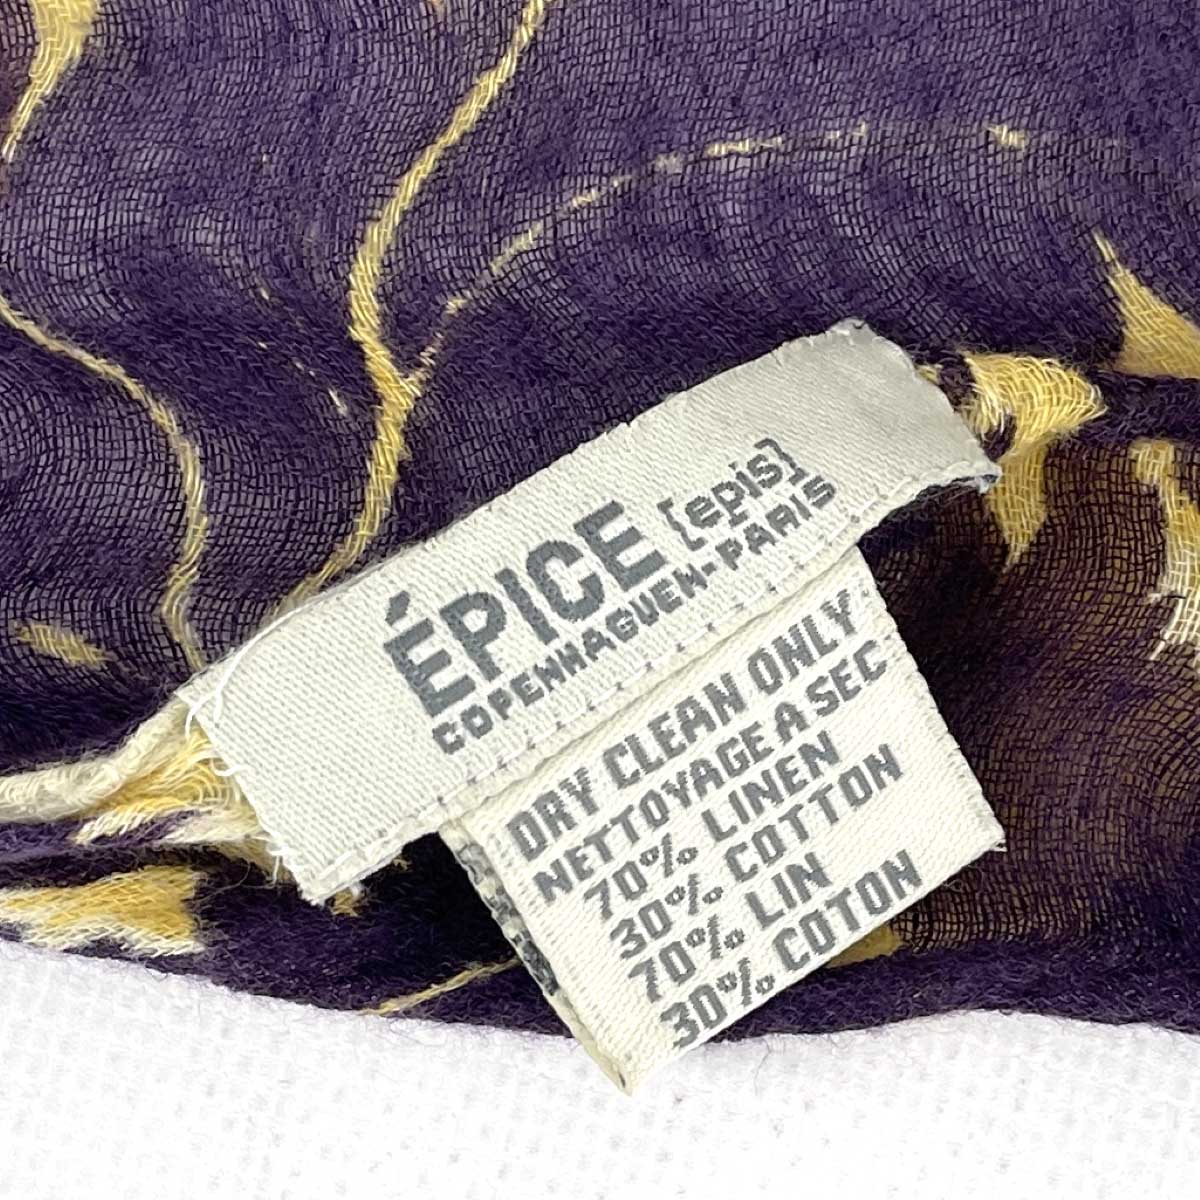 ÉPICE [epis]
COPENHAGUEN-PARIS
DRY CLEAN ONLY
NETTOYAGE A SEC
70% LINEN
30% COTTON
70% LIN
30% COTON